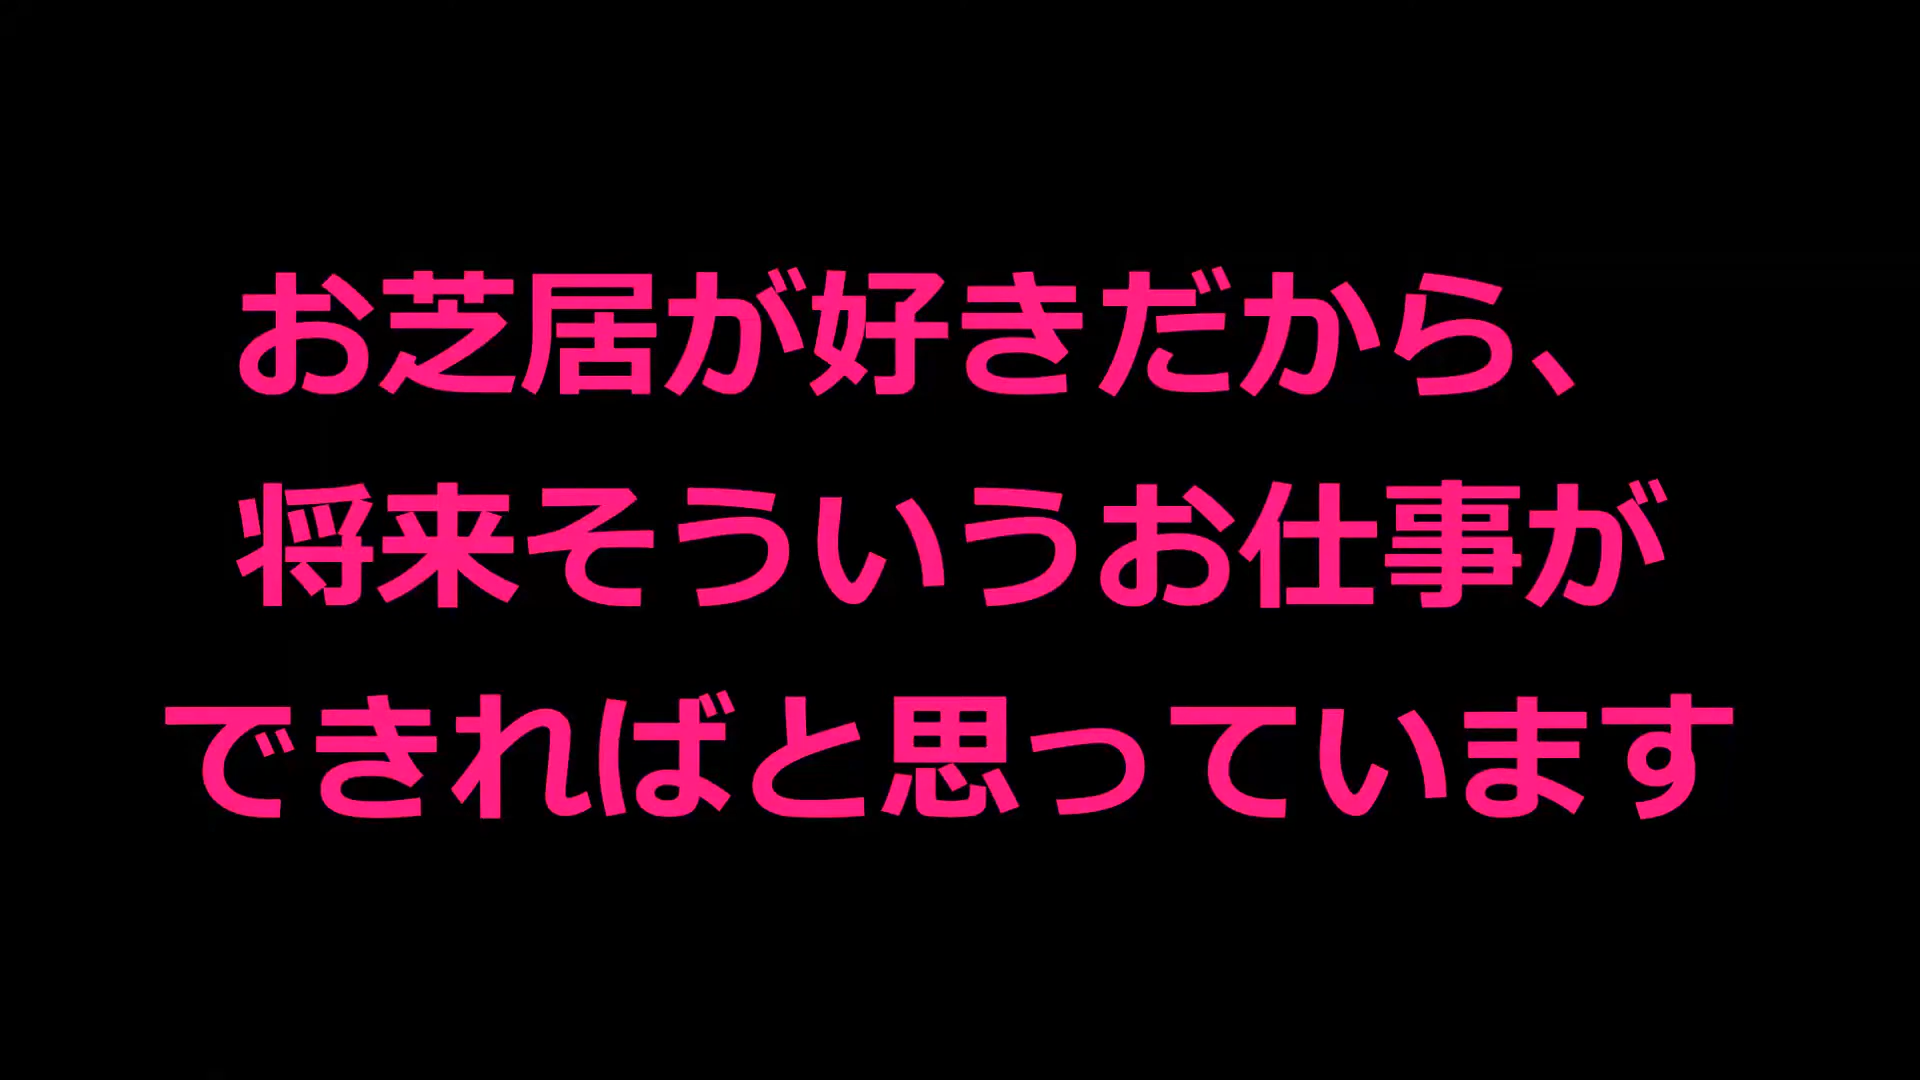 お芝居が好きだから、
将来そういうお仕事が
できればと思っています